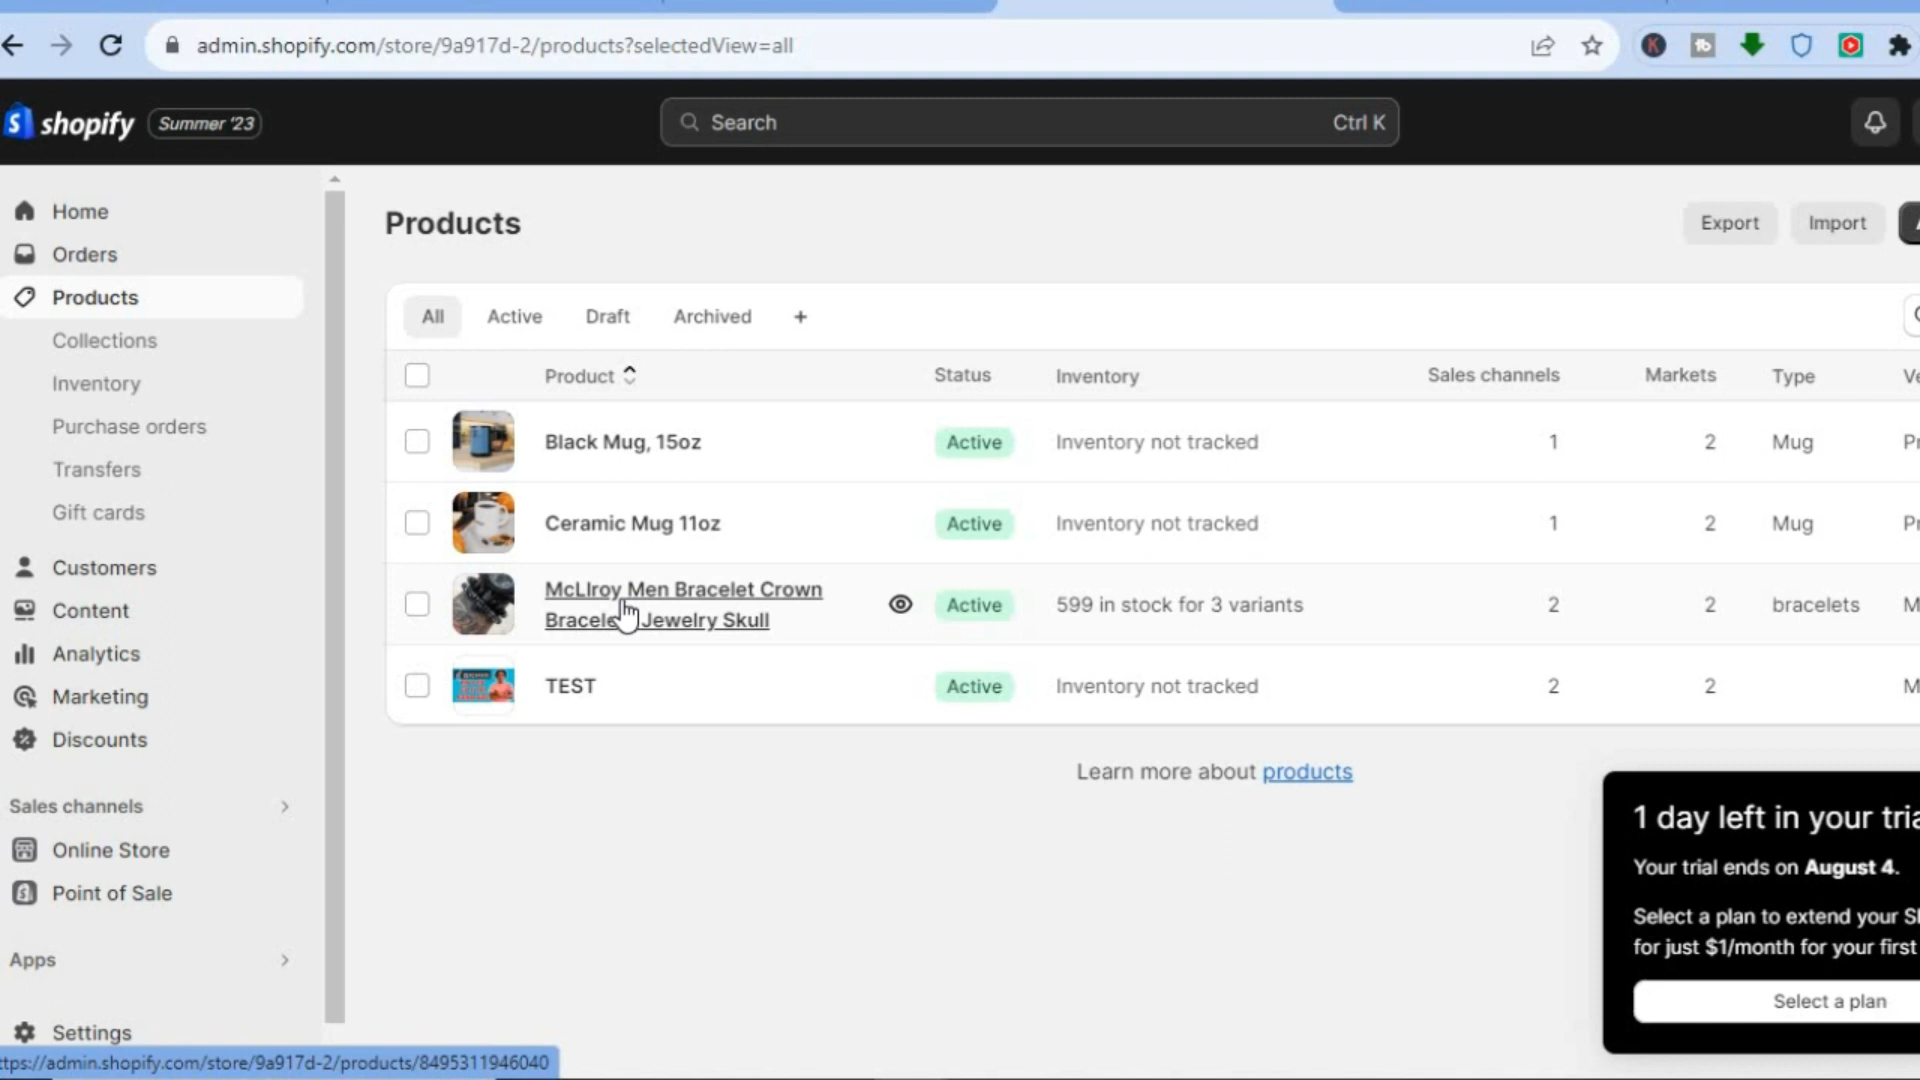 admin.shopify.com/store/9a917d-2/products?selectedView=all
shopify Summer '23
Search Ctrl K
Home
Orders
Products
Collections
Inventory
Purchase orders
Transfers
Gift cards
Customers
Content
Analytics
Marketing
Discounts
Sales channels
Online Store
Point of Sale
Apps
Settings
Products
Export Import
All Active Draft Archived +
Product Status Inventory Sales channels Markets Type
Black Mug, 15oz Active Inventory not tracked 1 2 Mug
Ceramic Mug 11oz Active Inventory not tracked 1 2 Mug
McLlroy Men Bracelet Crown
Jewelry Skull Active 599 in stock for 3 variants 2 2 bracelets
TEST Active Inventory not tracked 2 2
Learn more about products
1 day left in your
Your trial ends on August 4.
Select a plan to extend your
for just $1/month for your first
Select a plan
ttps://admin.shopify.com/store/9a917d-2/products/8495311946040